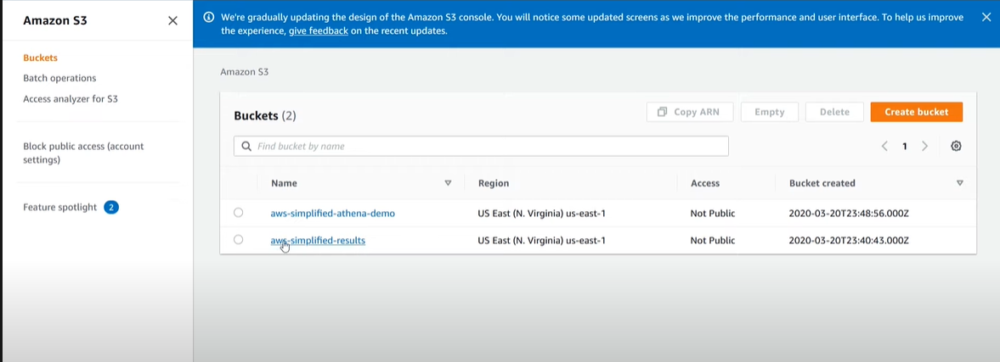 Amazon S3
We're gradually updating the design of the Amazon S3 console. You will notice some updated screens as we improve the performance and user interface. To help us improve
the experience, give feedback on the recent updates.
Buckets
Batch operations
Access analyzer for S3
Block public access (account
settings)
Feature spotlight 2
Amazon S3
Buckets (2)
Copy ARN
Empty
Delete
Create bucket
Find bucket by name
1
Name Region Access Bucket created
aws-simplified-athena-demo US East (N. Virginia) us-east-1 Not Public 2020-03-20T23:48:56.000Z
aws-simplified-results US East (N. Virginia) us-east-1 Not Public 2020-03-20T23:40:43.000Z